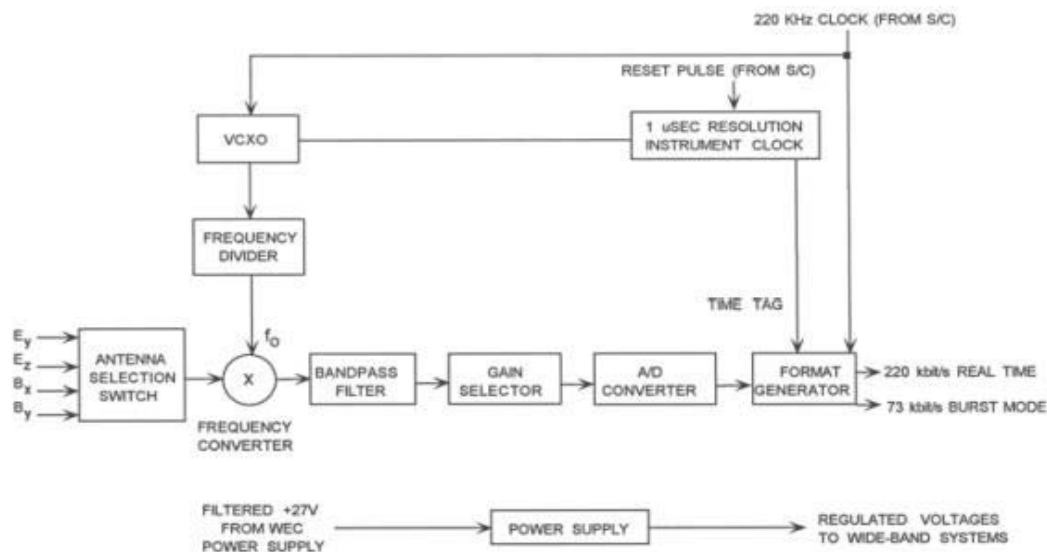 220 KHz CLOCK (FROM S/C)
RESET PULSE (FROM S/C)
VCXO
1 uSEC RESOLUTION
INSTRUMENT CLOCK
FREQUENCY
DIVIDER
TIME TAG
fo
Ey
Ez
Bx
By
ANTENNA
SELECTION
SWITCH
X
BANDPASS
FILTER
GAIN
SELECTOR
A/D
CONVERTER
FORMAT
GENERATOR
220 kbit/s REAL TIME
73 kbit/s BURST MODE
FREQUENCY
CONVERTER
FILTERED +27V
FROM WEC
POWER SUPPLY
POWER SUPPLY
REGULATED VOLTAGES
TO WIDE-BAND SYSTEMS